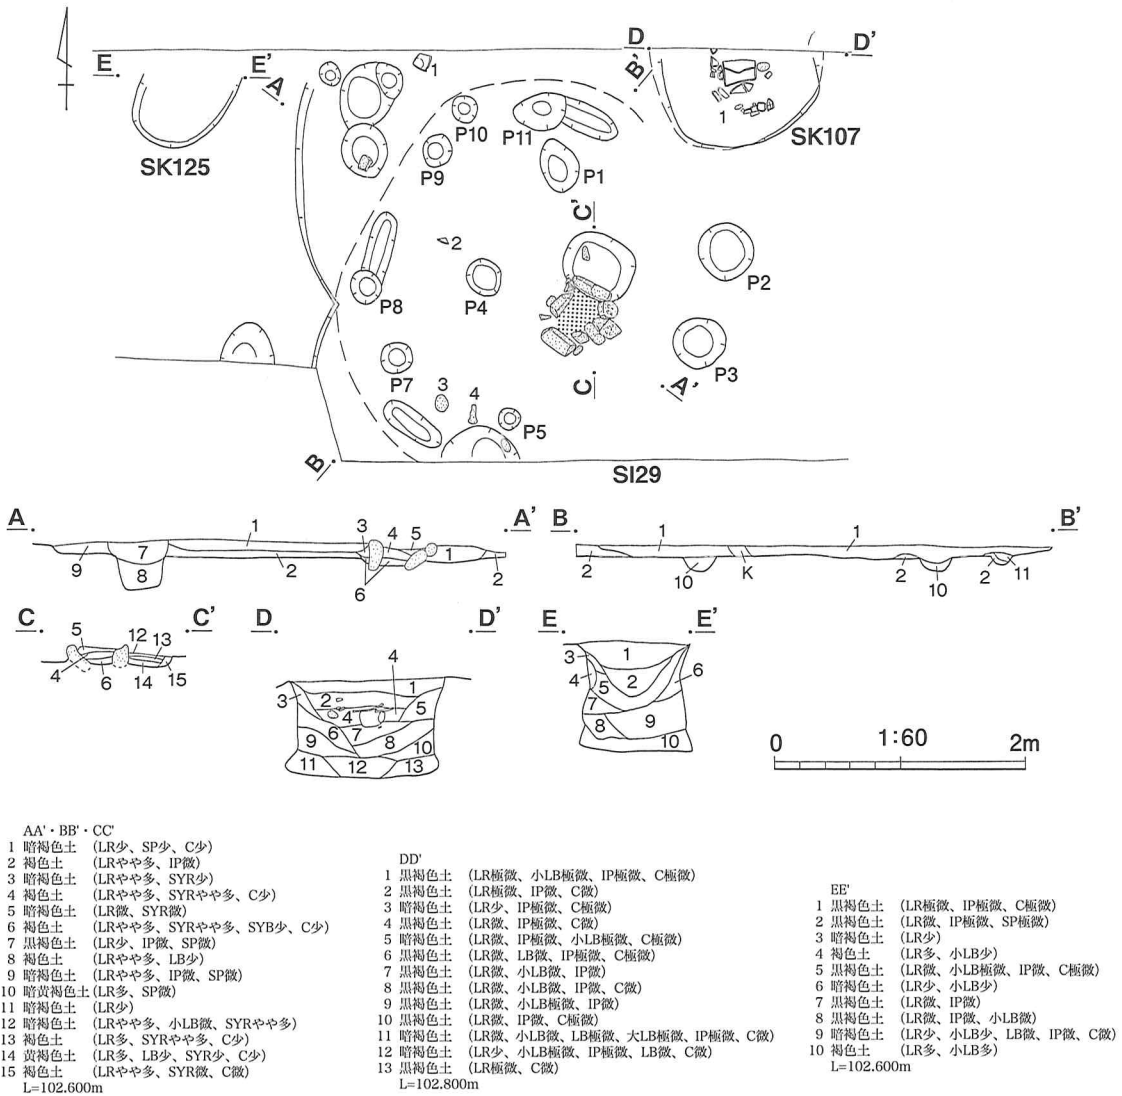 D
D'
E
E'
A
B'
1
1
SK107
SK125
P10
P11
P9
P1
C'
2
P2
P4
P8
P3
A'
C
P7
3
4
P5
B
SI29
A
A'
B
B'
1
3
4
5
7
1
9
2
2
8
6
1
1
2
10
K
2
10
2
11
C
C'
D
D'
E
E'
5
12
13
4
6
14
15
4
1
3
2
4
5
6
7
8
9
10
11
12
13
3
1
6
4
5
2
7
8
9
10
0
1:60
2m
AA'・BB'・CC'
1 暗褐色土 (LR少、SP少、C少)
2 褐色土 (LRやや多、IP微)
3 暗褐色土 (LRやや多、SYR少)
4 褐色土 (LRやや多、SYRやや多、C少)
5 暗褐色土 (LR微、SYR微)
6 褐色土 (LRやや多、SYRやや多、SYB少、C少)
7 黒褐色土 (LR少、IP微、SP微)
8 褐色土 (LRやや多、LB少)
9 暗褐色土 (LRやや多、IP微、SP微)
10 暗黄褐色土 (LR多、SP微)
11 暗褐色土 (LR少)
12 暗褐色土 (LRやや多、小LB微、SYRやや多)
13 褐色土 (LR多、SYRやや多、C少)
14 黄褐色土 (LR多、LB少、SYR少、C少)
15 褐色土 (LRやや多、SYR微、C微)
L=102.600m
DD'
1 黒褐色土 (LR極微、小LB極微、IP極微、C極微)
2 黒褐色土 (LR極微、IP微、C微)
3 暗褐色土 (LR少、IP極微、C極微)
4 黒褐色土 (LR微、IP極微、C微)
5 暗褐色土 (LR微、IP極微、小LB極微、C極微)
6 黒褐色土 (LR微、LB微、IP極微、C極微)
7 黒褐色土 (LR微、小LB微、IP微)
8 黒褐色土 (LR微、小LB微、IP微、C微)
9 黒褐色土 (LR微、小LB極微、IP微)
10 黒褐色土 (LR微、IP微、C極微)
11 暗褐色土 (LR微、小LB微、LB極微、大LB極微、IP極微、C微)
12 暗褐色土 (LR少、小LB極微、IP極微、LB微、C微)
13 黒褐色土 (LR極微、C微)
L=102.800m
EE'
1 黒褐色土 (LR極微、IP極微、C極微)
2 黒褐色土 (LR微、IP極微、SP極微)
3 暗褐色土 (LR少)
4 褐色土 (LR多、小LB少)
5 黒褐色土 (LR微、小LB極微、IP微、C極微)
6 暗褐色土 (LR少、小LB少)
7 黒褐色土 (LR微、IP微)
8 黒褐色土 (LR微、IP微、小LB微)
9 暗褐色土 (LR少、小LB少、LB微、IP微、C微)
10 褐色土 (LR多、小LB多)
L=102.600m